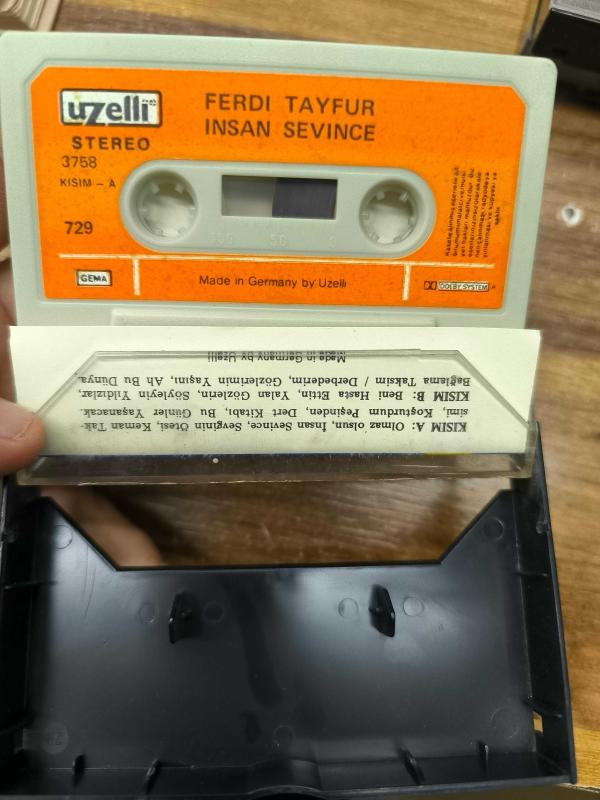 üzelli
FERDI TAYFUR
INSAN SEVINCE
STEREO
3758
KISIM – A
729
GEMA
Made in Germany by Uzelli
DOLBY SYSTEM
KISIM A: Olmaz olsun, İnsan Sevince, Sevginin Ötesi, Keman Tak-
simi, Koşturdum Peşinden, Dert Kitabı, Bu Günler Yaşanacak.
KISIM B: Beni Hasta Ettin, Yalan Gözlerin, Söyleyin Yıldızlar,
Bağlama Taksim / Derbederim, Gözlerimin Yaşını, Ah Bu Dünya.
Made in Germany by Uzelli